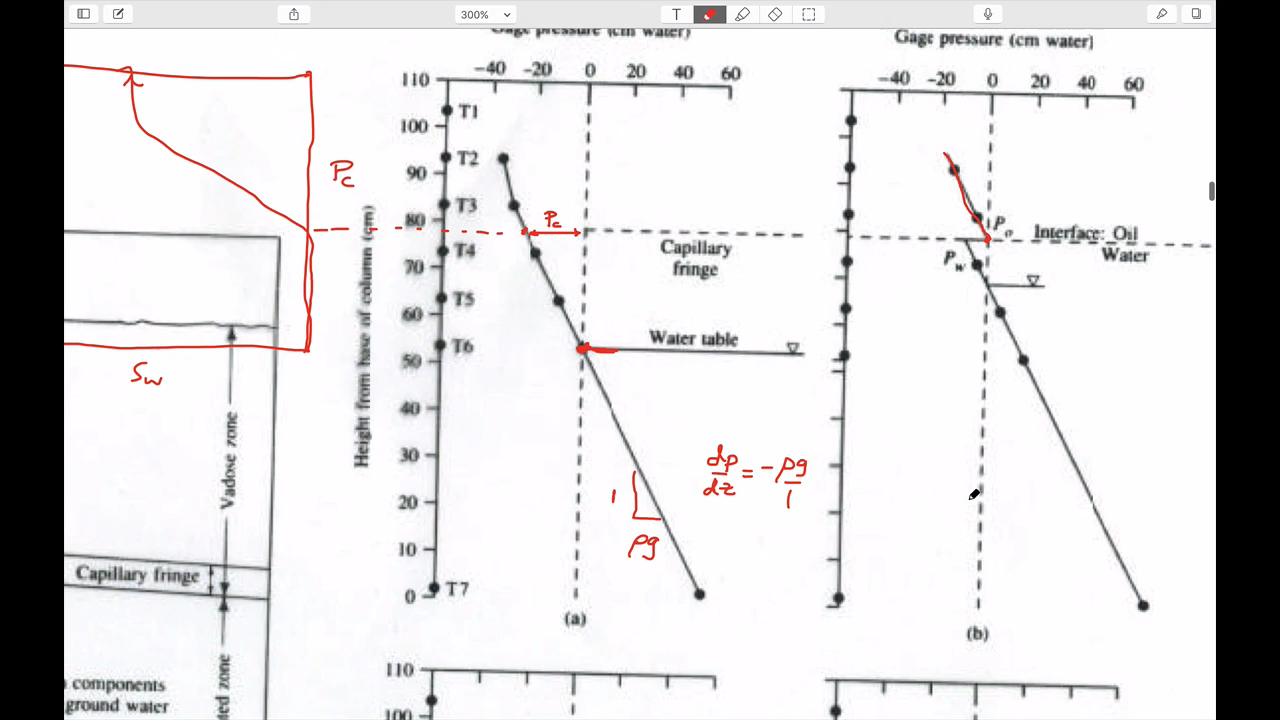 300%
T
Gage pressure (cm water)
Gage pressure (cm water)
-40 -20 0 20 40 60
-40 -20 0 20 40 60
110
100
90
80
70
60
50
40
30
20
10
0
T1
T2
T3
T4
T5
T6
T7
Height from base of column (cm)
Pc
Pc
Capillary
fringe
Water table
Po
Interface: Oil
Water
Pw
Sw
Vadose zone
dp/dz = -ρg/1
1
ρg
Capillary fringe
(a)
(b)
components
ground water
zone
110
100